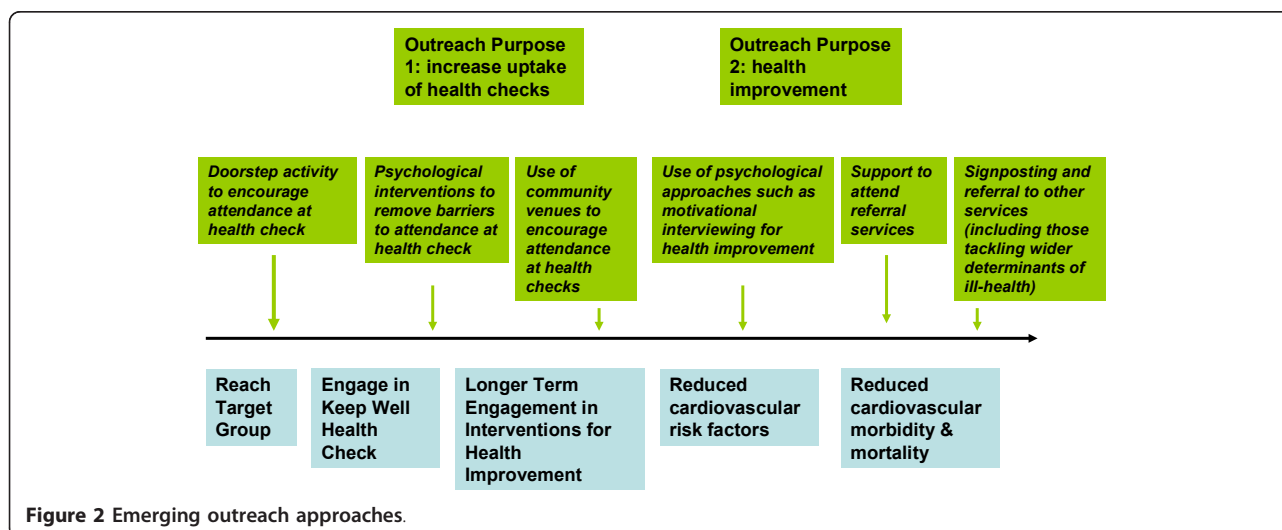 Outreach Purpose
1: increase uptake
of health checks
Outreach Purpose
2: health
improvement
Doorstep activity
to encourage
attendance at
health check
Psychological
interventions to
remove barriers
to attendance at
health check
Use of
community
venues to
encourage
attendance
at health
checks
Use of psychological
approaches such as
motivational
interviewing for
health improvement
Support to
attend
referral
services
Signposting and
referral to other
services
(including those
tackling wider
determinants of
ill-health)
Reach
Target
Group
Engage in
Keep Well
Health
Check
Longer Term
Engagement in
Interventions for
Health
Improvement
Reduced
cardiovascular
risk factors
Reduced
cardiovascular
morbidity &
mortality
Figure 2 Emerging outreach approaches.